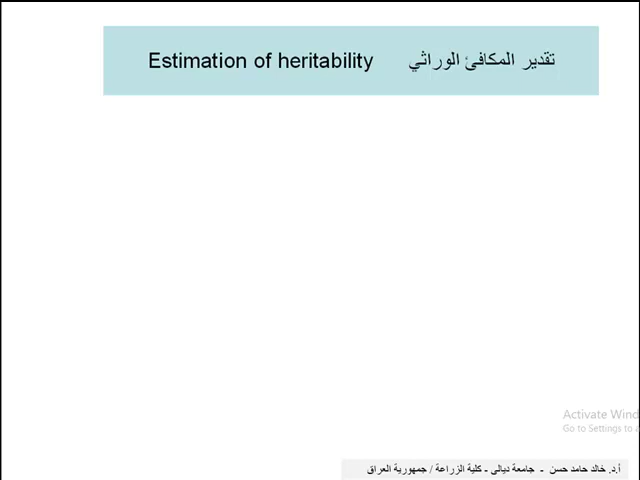 Estimation of heritability تقدير المكافئ الوراثي
Activate Wind
Go to Settings to
أ.د. خالد حامد حسن - جامعة ديالى - كلية الزراعة / جمهورية العراق